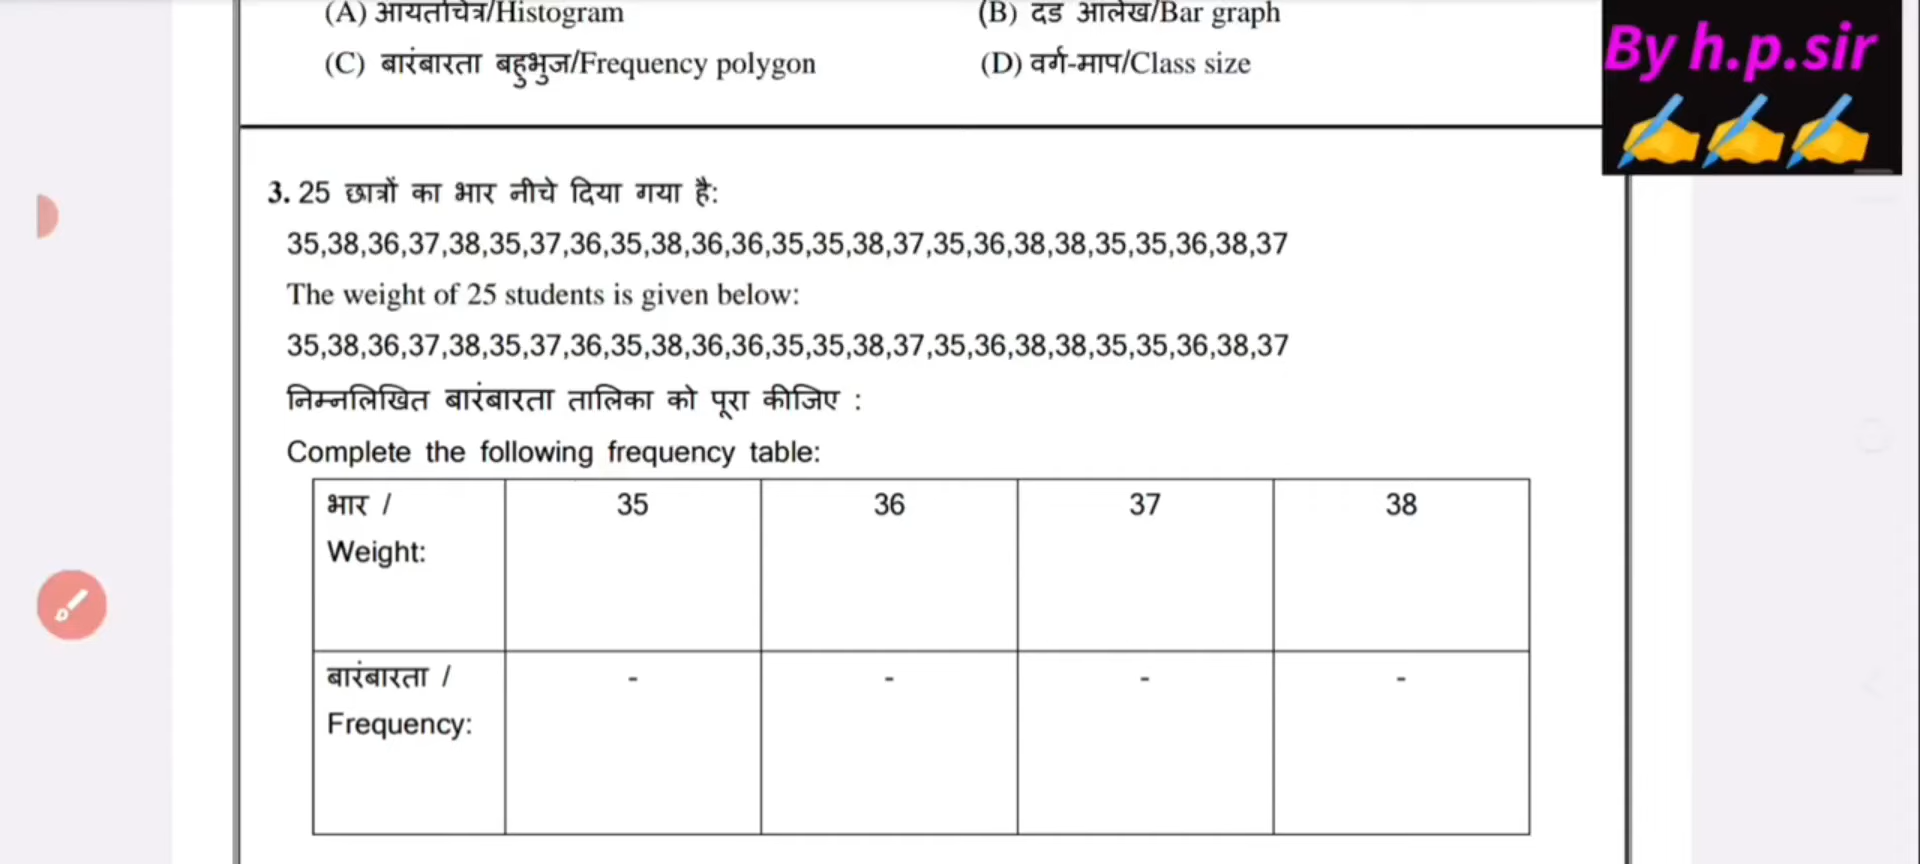 (A) आयतचित्र/Histogram (B) दंड आलेख/Bar graph
(C) बारंबारता बहुभुज/Frequency polygon (D) वर्ग-माप/Class size
By h.p.sir
3. 25 छात्रों का भार नीचे दिया गया है:
35,38,36,37,38,35,37,36,35,38,36,36,35,35,38,37,35,36,38,38,35,35,36,38,37
The weight of 25 students is given below:
35,38,36,37,38,35,37,36,35,38,36,36,35,35,38,37,35,36,38,38,35,35,36,38,37
निम्नलिखित बारंबारता तालिका को पूरा कीजिए :
Complete the following frequency table:
भार / 35 36 37 38
Weight:
बारंबारता / - - - -
Frequency: